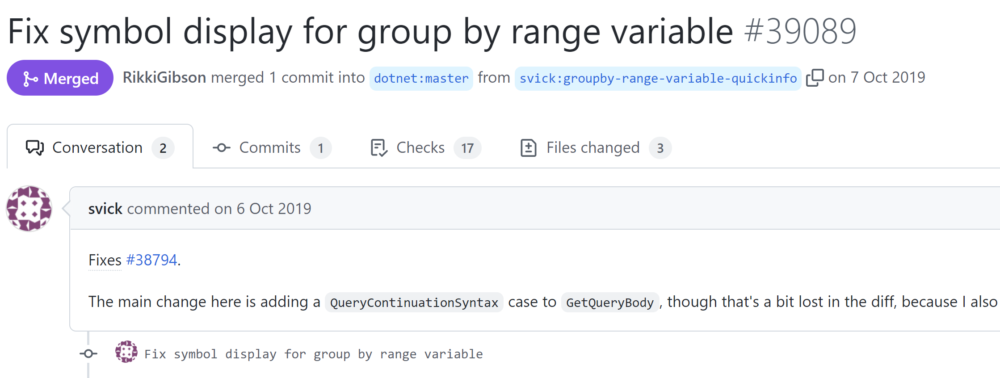 Fix symbol display for group by range variable #39089
Merged RikkiGibson merged 1 commit into dotnet:master from svick:groupby-range-variable-quickinfo on 7 Oct 2019
Conversation 2 Commits 1 Checks 17 Files changed 3
svick commented on 6 Oct 2019
Fixes #38794.
The main change here is adding a QueryContinuationSyntax case to GetQueryBody, though that's a bit lost in the diff, because I also
Fix symbol display for group by range variable